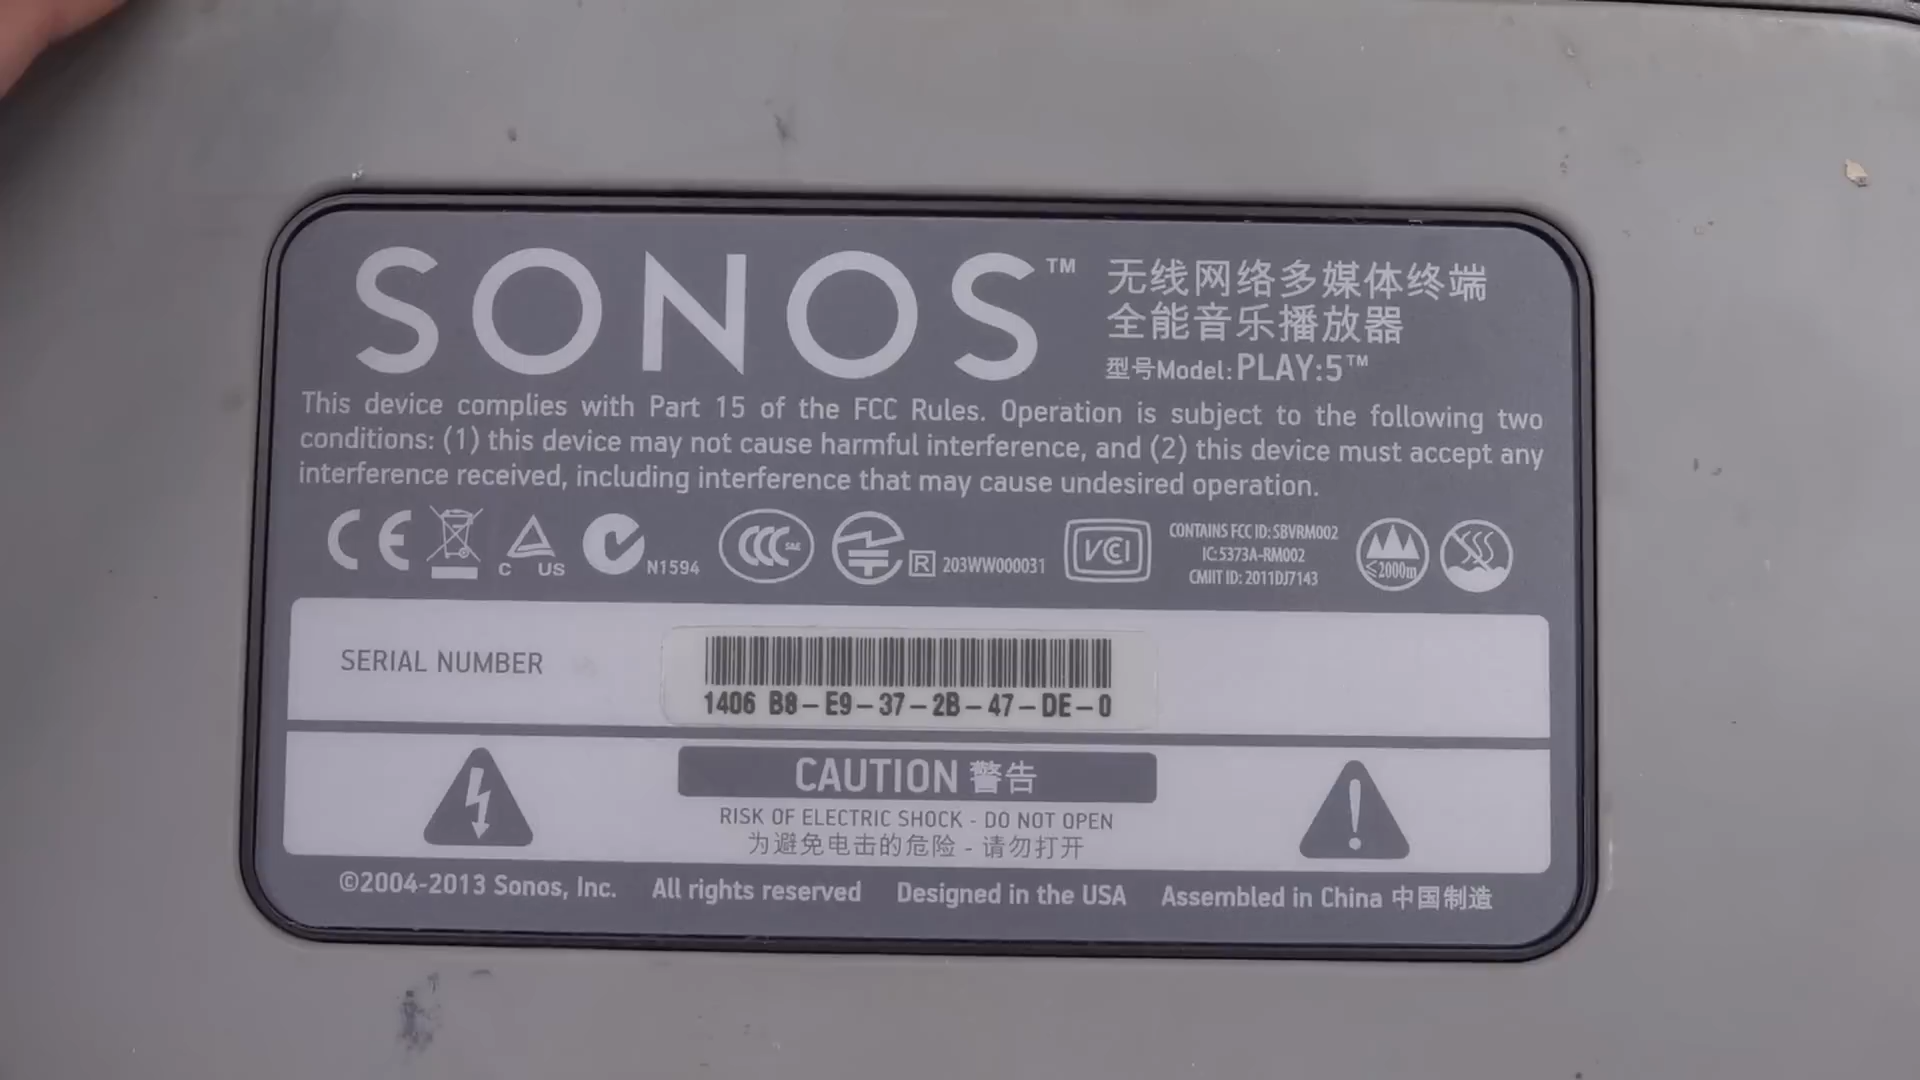 SONOS™
无线网络多媒体终端
全能音乐播放器
型号Model: PLAY:5™
This device complies with Part 15 of the FCC Rules. Operation is subject to the following two
conditions: (1) this device may not cause harmful interference, and (2) this device must accept any
interference received, including interference that may cause undesired operation.
CE
C US
N1594
CCC S&E
R 203WW000031
VCCI
CONTAINS FCC ID: SBVRM002
IC: 5373A-RM002
CMIIT ID: 2011DJ7143
≤2000m
SERIAL NUMBER
1406 B8-E9-37-2B-47-DE-0
CAUTION 警告
RISK OF ELECTRIC SHOCK - DO NOT OPEN
为避免电击的危险 - 请勿打开
©2004-2013 Sonos, Inc. All rights reserved Designed in the USA Assembled in China 中国制造